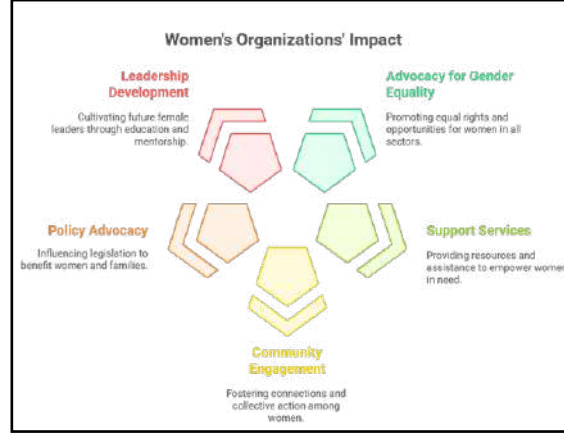 Women's Organizations' Impact
Leadership
Development
Cultivating future female
leaders through education and
mentorship.
Advocacy for Gender
Equality
Promoting equal rights and
opportunities for women in all
sectors.
Policy Advocacy
Influencing legislation to
benefit women and families.
Support Services
Providing resources and
assistance to empower women
in need.
Community
Engagement
Fostering connections and
collective action among
women.